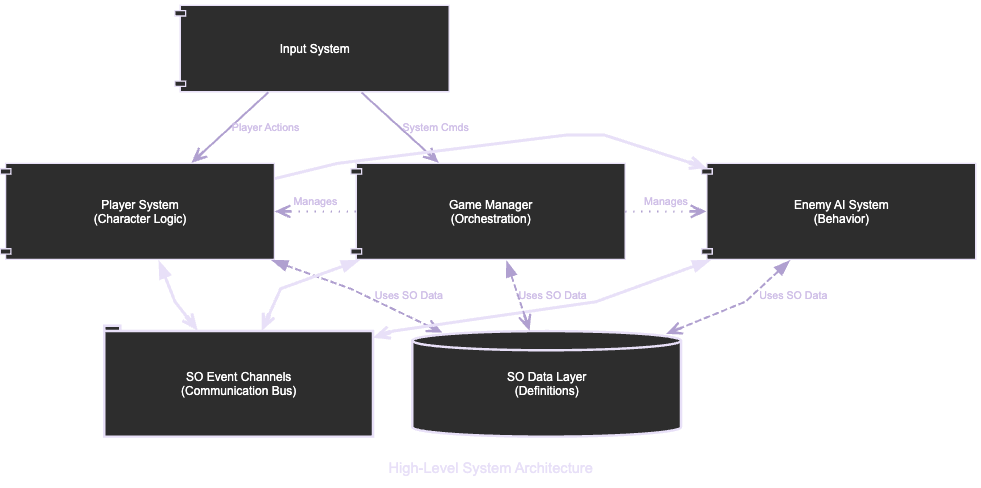 Input System
Player Actions
System Cmds
Player System
(Character Logic)
Manages
Game Manager
(Orchestration)
Manages
Enemy AI System
(Behavior)
Uses SO Data
Uses SO Data
Uses SO Data
SO Event Channels
(Communication Bus)
SO Data Layer
(Definitions)
High-Level System Architecture